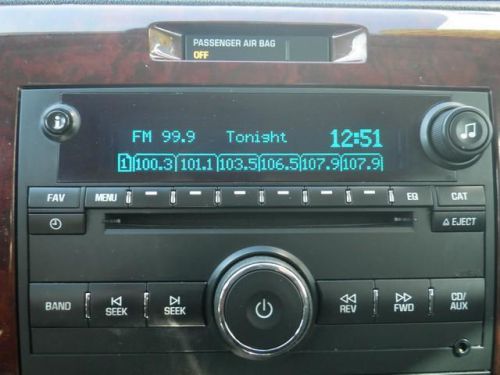 PASSENGER AIR BAG
OFF
FM 99.9 Tonight 12:51
1 100.3 101.1 103.5 106.5 107.9 107.9
FAV MENU EQ CAT
EJECT
BAND SEEK SEEK REV FWD CD/
AUX